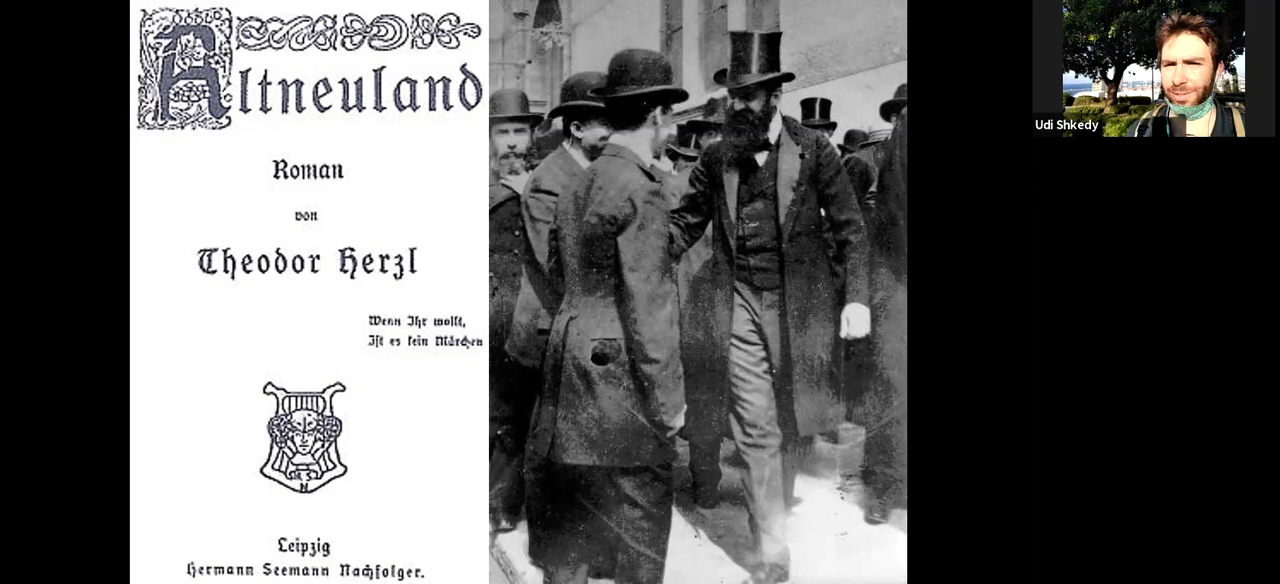 Altneuland
Roman
von
Theodor Herzl
Wenn Ihr wollt,
Ist es kein Märchen
Leipzig
Hermann Seemann Nachfolger.
Udi Shkedy